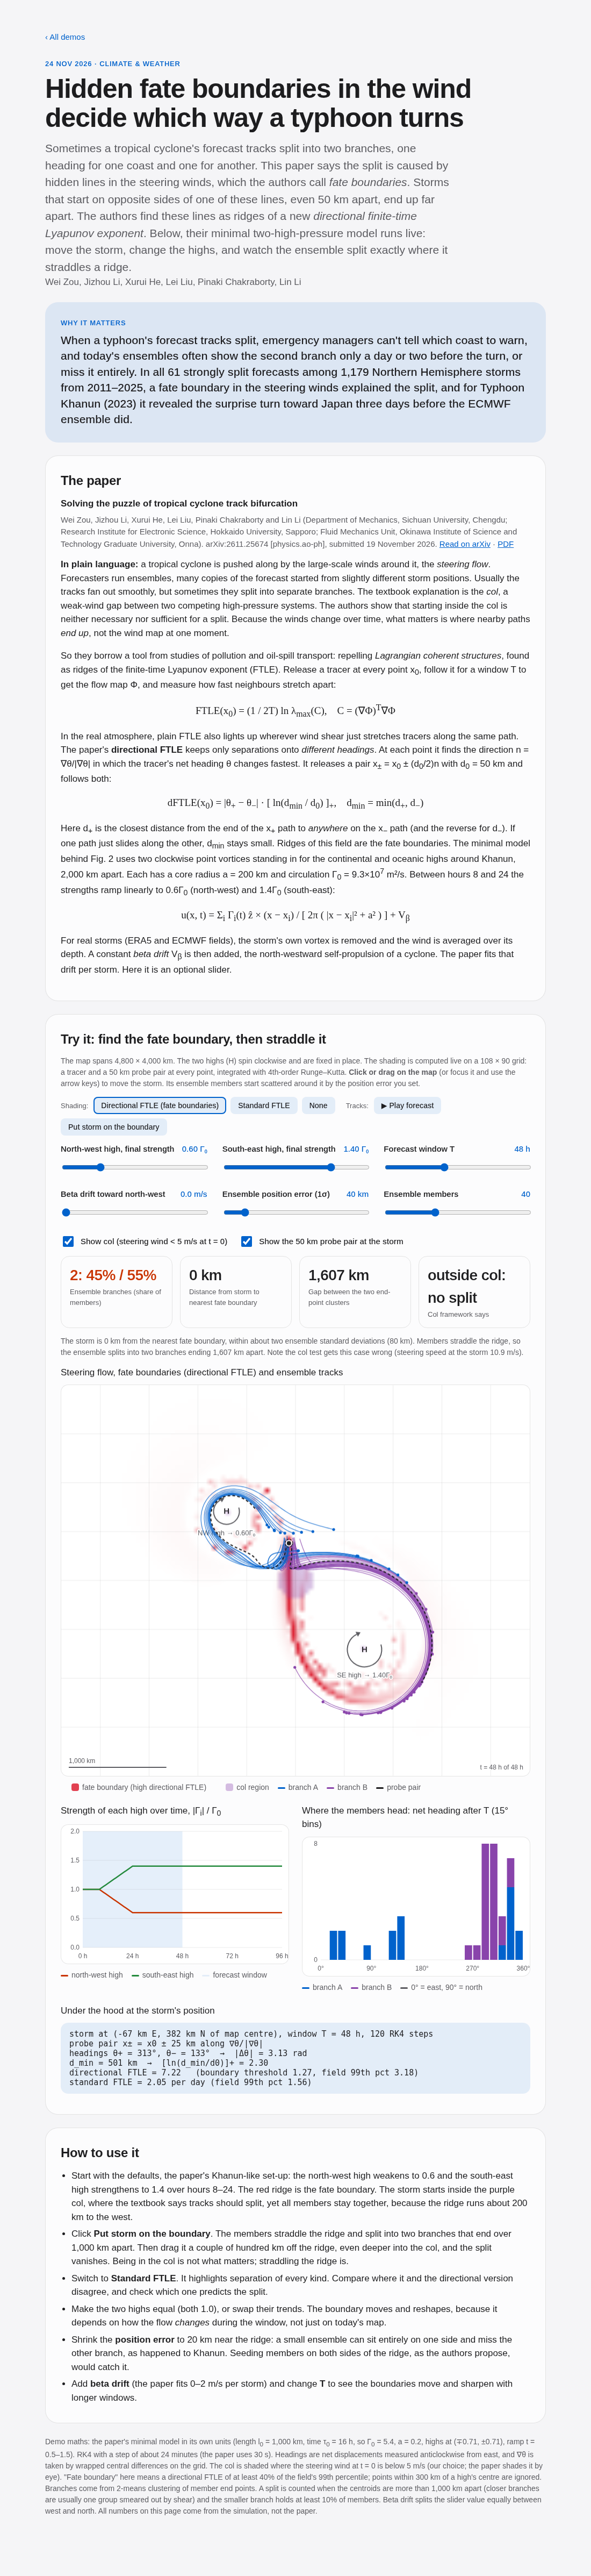 ‹ All demos
24 NOV 2026 · CLIMATE & WEATHER
Hidden fate boundaries in the wind
decide which way a typhoon turns
Sometimes a tropical cyclone's forecast tracks split into two branches, one
heading for one coast and one for another. This paper says the split is caused by
hidden lines in the steering winds, which the authors call fate boundaries. Storms
that start on opposite sides of one of these lines, even 50 km apart, end up far
apart. The authors find these lines as ridges of a new directional finite-time
Lyapunov exponent. Below, their minimal two-high-pressure model runs live:
move the storm, change the highs, and watch the ensemble split exactly where it
straddles a ridge.
Wei Zou, Jizhou Li, Xurui He, Lei Liu, Pinaki Chakraborty, Lin Li
WHY IT MATTERS
When a typhoon's forecast tracks split, emergency managers can't tell which coast to warn,
and today's ensembles often show the second branch only a day or two before the turn, or
miss it entirely. In all 61 strongly split forecasts among 1,179 Northern Hemisphere storms
from 2011–2025, a fate boundary in the steering winds explained the split, and for Typhoon
Khanun (2023) it revealed the surprise turn toward Japan three days before the ECMWF
ensemble did.
The paper
Solving the puzzle of tropical cyclone track bifurcation
Wei Zou, Jizhou Li, Xurui He, Lei Liu, Pinaki Chakraborty and Lin Li (Department of Mechanics, Sichuan University, Chengdu;
Research Institute for Electronic Science, Hokkaido University, Sapporo; Fluid Mechanics Unit, Okinawa Institute of Science and
Technology Graduate University, Onna). arXiv:2611.25674 [physics.ao-ph], submitted 19 November 2026. Read on arXiv · PDF
In plain language: a tropical cyclone is pushed along by the large-scale winds around it, the steering flow.
Forecasters run ensembles, many copies of the forecast started from slightly different storm positions. Usually the
tracks fan out smoothly, but sometimes they split into separate branches. The textbook explanation is the col, a
weak-wind gap between two competing high-pressure systems. The authors show that starting inside the col is
neither necessary nor sufficient for a split. Because the winds change over time, what matters is where nearby paths
end up, not the wind map at one moment.
So they borrow a tool from studies of pollution and oil-spill transport: repelling Lagrangian coherent structures, found
as ridges of the finite-time Lyapunov exponent (FTLE). Release a tracer at every point x0, follow it for a window T to
get the flow map Φ, and measure how fast neighbours stretch apart:
FTLE(x0) = (1 / 2T) ln λmax(C), C = (∇Φ)T∇Φ
In the real atmosphere, plain FTLE also lights up wherever wind shear just stretches tracers along the same path.
The paper's directional FTLE keeps only separations onto different headings. At each point it finds the direction n =
∇θ/|∇θ| in which the tracer's net heading θ changes fastest. It releases a pair x± = x0 ± (d0/2)n with d0 = 50 km and
follows both:
dFTLE(x0) = |θ+ − θ−| · [ ln(dmin / d0) ]+, dmin = min(d+, d−)
Here d+ is the closest distance from the end of the x+ path to anywhere on the x− path (and the reverse for d−). If
one path just slides along the other, dmin stays small. Ridges of this field are the fate boundaries. The minimal model
behind Fig. 2 uses two clockwise point vortices standing in for the continental and oceanic highs around Khanun,
2,000 km apart. Each has a core radius a = 200 km and circulation Γ0 = 9.3×10⁷ m²/s. Between hours 8 and 24 the
strengths ramp linearly to 0.6Γ0 (north-west) and 1.4Γ0 (south-east):
u(x, t) = Σi Γi(t) ẑ × (x − xi) / [ 2π ( |x − xi|² + a² ) ] + Vβ
For real storms (ERA5 and ECMWF fields), the storm's own vortex is removed and the wind is averaged over its
depth. A constant beta drift Vβ is then added, the north-westward self-propulsion of a cyclone. The paper fits that
drift per storm. Here it is an optional slider.
Try it: find the fate boundary, then straddle it
The map spans 4,800 × 4,000 km. The two highs (H) spin clockwise and are fixed in place. The shading is computed live on a 108 × 90 grid:
a tracer and a 50 km probe pair at every point, integrated with 4th-order Runge–Kutta. Click or drag on the map (or focus it and use the
arrow keys) to move the storm. Its ensemble members start scattered around it by the position error you set.
Shading: Directional FTLE (fate boundaries) Standard FTLE None Tracks: ▶ Play forecast
Put storm on the boundary
North-west high, final strength 0.60 Γ0 South-east high, final strength 1.40 Γ0 Forecast window T 48 h
Beta drift toward north-west 0.0 m/s Ensemble position error (1σ) 40 km Ensemble members 40
Show col (steering wind < 5 m/s at t = 0) Show the 50 km probe pair at the storm
2: 45% / 55%
Ensemble branches (share of
members)
0 km
Distance from storm to
nearest fate boundary
1,607 km
Gap between the two end-
point clusters
outside col:
no split
Col framework says
The storm is 0 km from the nearest fate boundary, within about two ensemble standard deviations (80 km). Members straddle the ridge, so
the ensemble splits into two branches ending 1,607 km apart. Note the col test gets this case wrong (steering speed at the storm 10.9 m/s).
Steering flow, fate boundaries (directional FTLE) and ensemble tracks
H
H
SE high → 1.40Γ0
1,000 km
t = 48 h of 48 h
fate boundary (high directional FTLE) col region branch A branch B probe pair
Strength of each high over time, |Γi| / Γ0
2.0
1.5
1.0
0.5
0.0
0 h 24 h 48 h 72 h 96 h
north-west high south-east high forecast window
Where the members head: net heading after T (15°
bins)
8
0
0° 90° 180° 270° 360°
branch A branch B 0° = east, 90° = north
Under the hood at the storm's position
storm at (-67 km E, 382 km N of map centre), window T = 48 h, 120 RK4 steps
probe pair x± = x0 ± 25 km along ∇θ/|∇θ|
headings θ+ = 313°, θ− = 133° → |Δθ| = 3.13 rad
d_min = 501 km → [ln(d_min/d0)]+ = 2.30
directional FTLE = 7.22 (boundary threshold 1.27, field 99th pct 3.18)
standard FTLE = 2.05 per day (field 99th pct 1.56)
How to use it
• Start with the defaults, the paper's Khanun-like set-up: the north-west high weakens to 0.6 and the south-east
high strengthens to 1.4 over hours 8–24. The red ridge is the fate boundary. The storm starts inside the purple
col, where the textbook says tracks should split, yet all members stay together, because the ridge runs about 200
km to the west.
• Click Put storm on the boundary. The members straddle the ridge and split into two branches that end over
1,000 km apart. Then drag it a couple of hundred km off the ridge, even deeper into the col, and the split
vanishes. Being in the col is not what matters; straddling the ridge is.
• Switch to Standard FTLE. It highlights separation of every kind. Compare where it and the directional version
disagree, and check which one predicts the split.
• Make the two highs equal (both 1.0), or swap their trends. The boundary moves and reshapes, because it
depends on how the flow changes during the window, not just on today's map.
• Shrink the position error to 20 km near the ridge: a small ensemble can sit entirely on one side and miss the
other branch, as happened to Khanun. Seeding members on both sides of the ridge, as the authors propose,
would catch it.
• Add beta drift (the paper fits 0–2 m/s per storm) and change T to see the boundaries move and sharpen with
longer windows.
Demo maths: the paper's minimal model in its own units (length l0 = 1,000 km, time τ0 = 16 h, so Γ0 = 5.4, a = 0.2, highs at (∓0.71, ±0.71), ramp t =
0.5–1.5). RK4 with a step of about 24 minutes (the paper uses 30 s). Headings are net displacements measured anticlockwise from east, and ∇θ is
taken by wrapped central differences on the grid. The col is shaded where the steering wind at t = 0 is below 5 m/s (our choice; the paper shades it by
eye). "Fate boundary" here means a directional FTLE of at least 40% of the field's 99th percentile; points within 300 km of a high's centre are ignored.
Branches come from 2-means clustering of member end points. A split is counted when the centroids are more than 1,000 km apart (closer branches
are usually one group smeared out by shear) and the smaller branch holds at least 10% of members. Beta drift splits the slider value equally between
west and north. All numbers on this page come from the simulation, not the paper.